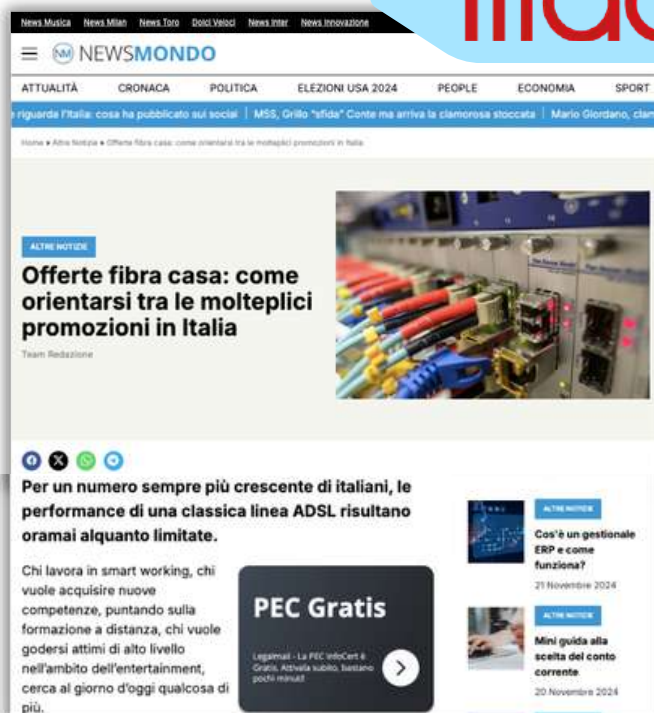 News Musica News Milan News Toro Dolci Veloci News Inter News Innovazione
NM NEWSMONDO
ATTUALITÀ CRONACA POLITICA ELEZIONI USA 2024 PEOPLE ECONOMIA SPORT
riguarda l'Italia: cosa ha pubblicato sui social | M5S, Grillo "sfida" Conte ma arriva la clamorosa stoccata | Mario Giordano, clam
Home Altre Notizie Offerte fibra casa: come orientarsi tra le molteplici promozioni in Italia
ALTRE NOTIZIE
Offerte fibra casa: come
orientarsi tra le molteplici
promozioni in Italia
Team Redazione
Per un numero sempre più crescente di italiani, le
performance di una classica linea ADSL risultano
oramai alquanto limitate.
Chi lavora in smart working, chi
vuole acquisire nuove
competenze, puntando sulla
formazione a distanza, chi vuole
godersi attimi di alto livello
nell'ambito dell'entertainment,
cerca al giorno d'oggi qualcosa di
più.
PEC Gratis
Legalmail - La PEC InfoCert è
Gratis. Attivala subito, bastano
pochi minuti!
ALTRE NOTIZIE
Cos'è un gestionale
ERP e come
funziona?
21 Novembre 2024
ALTRE NOTIZIE
Mini guida alla
scelta del conto
corrente
20 Novembre 2024